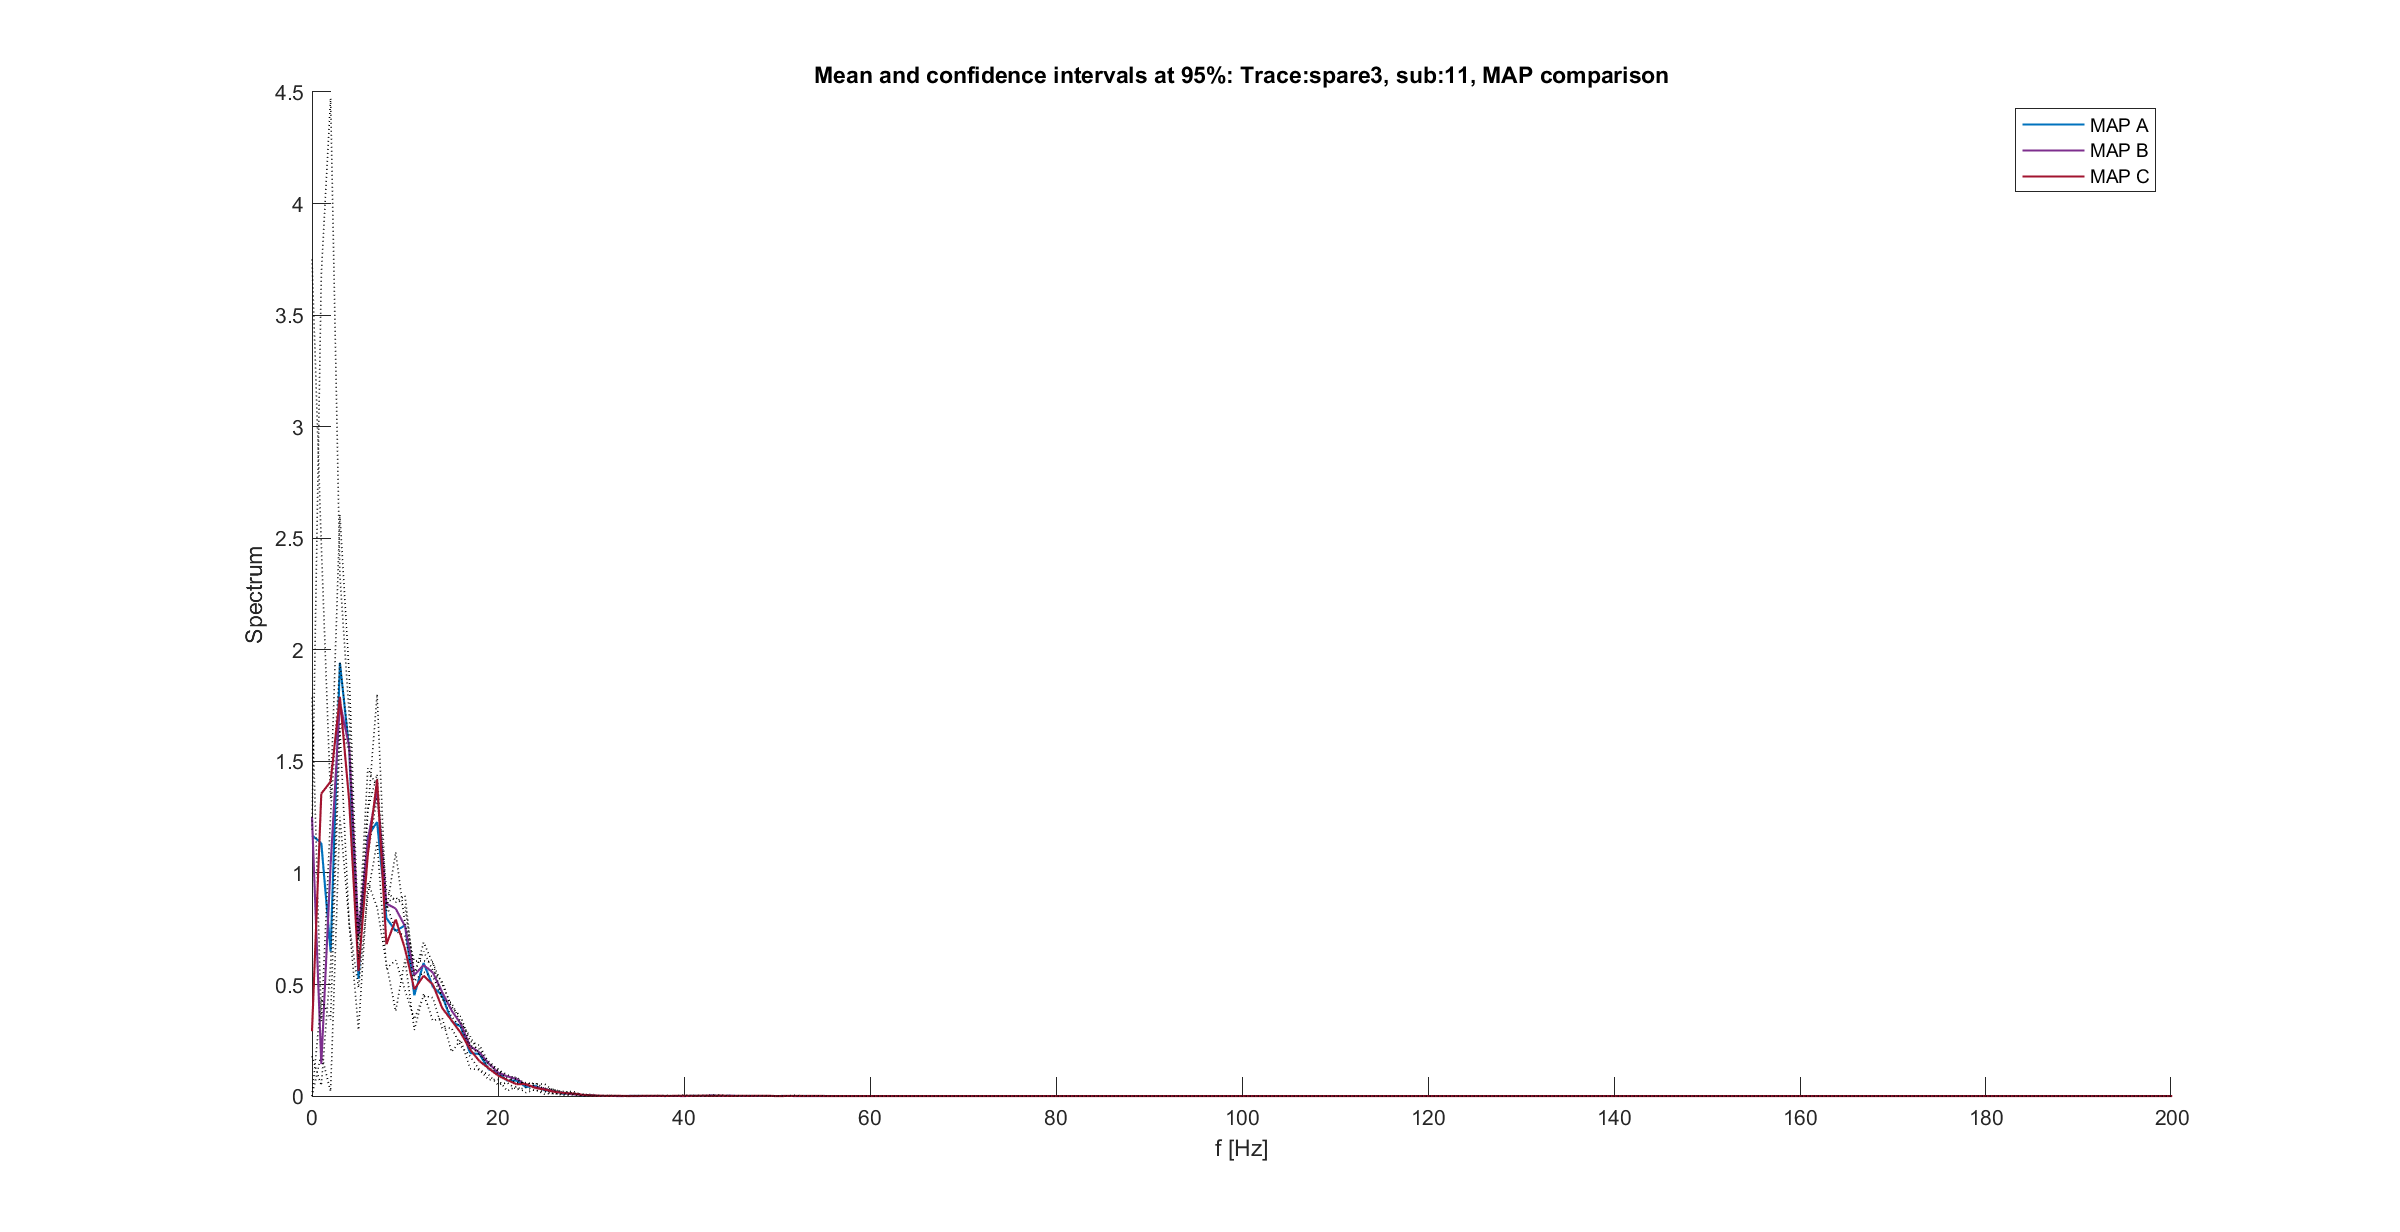 Mean and confidence intervals at 95%: Trace:spare3, sub:11, MAP comparison
4.5
4
3.5
3
2.5
2
1.5
1
0.5
0
Spectrum
MAP A
MAP B
MAP C
0 20 40 60 80 100 120 140 160 180 200
f [Hz]